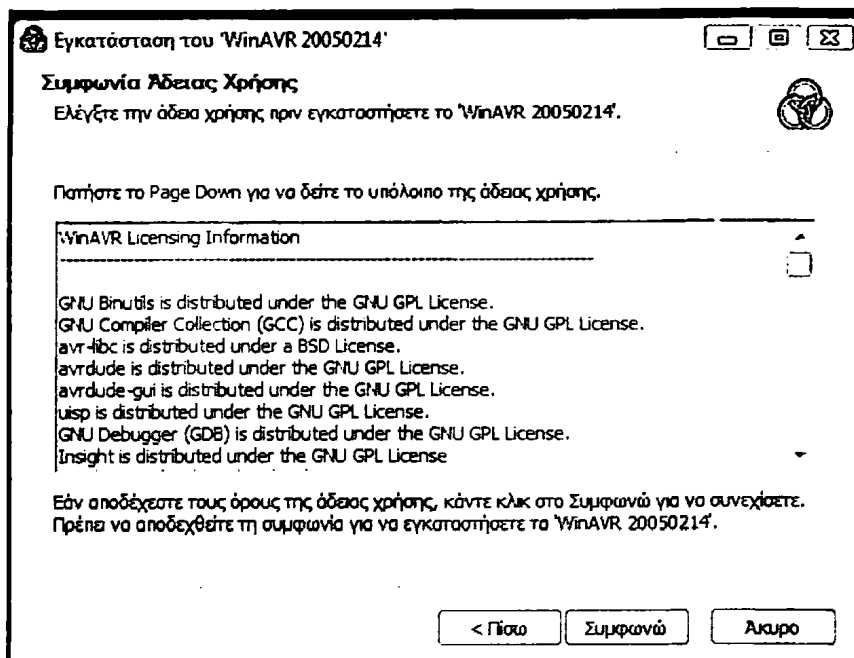 Εγκατάσταση του 'WinAVR 20050214'
Συμφωνία Άδειας Χρήσης
Ελέγξτε την άδεια χρήσης πριν εγκαταστήσετε το 'WinAVR 20050214'.
Πατήστε το Page Down για να δείτε το υπόλοιπο της άδειας χρήσης.
WinAVR Licensing Information
--------------------------------------------------------------------------------
GNU Binutils is distributed under the GNU GPL License.
GNU Compiler Collection (GCC) is distributed under the GNU GPL License.
avr-libc is distributed under a BSD License.
avrdude is distributed under the GNU GPL License.
avrdude-gui is distributed under the GNU GPL License.
uisp is distributed under the GNU GPL License.
GNU Debugger (GDB) is distributed under the GNU GPL License.
Insight is distributed under the GNU GPL License
Εάν αποδέχεστε τους όρους της άδειας χρήσης, κάντε κλικ στο Συμφωνώ για να συνεχίσετε.
Πρέπει να αποδεχθείτε τη συμφωνία για να εγκαταστήσετε το 'WinAVR 20050214'.
< Πίσω
Συμφωνώ
Άκυρο